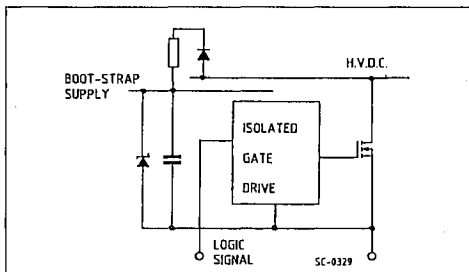 H.V.D.C.
BOOT-STRAP
SUPPLY
ISOLATED
GATE
DRIVE
LOGIC
SIGNAL
SC-0329